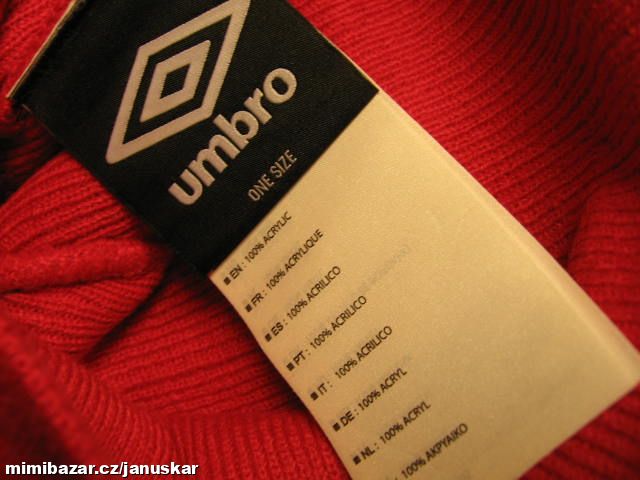 umbro
ONE SIZE
EN : 100% ACRYLIC
FR : 100% ACRYLIQUE
ES : 100% ACRILICO
PT : 100% ACRILICO
IT : 100% ACRILICO
DE : 100% ACRYL
NL : 100% ACRYL
: 100% ΑΚΡΥΛΙΚΟ
mimibazar.cz/januskar